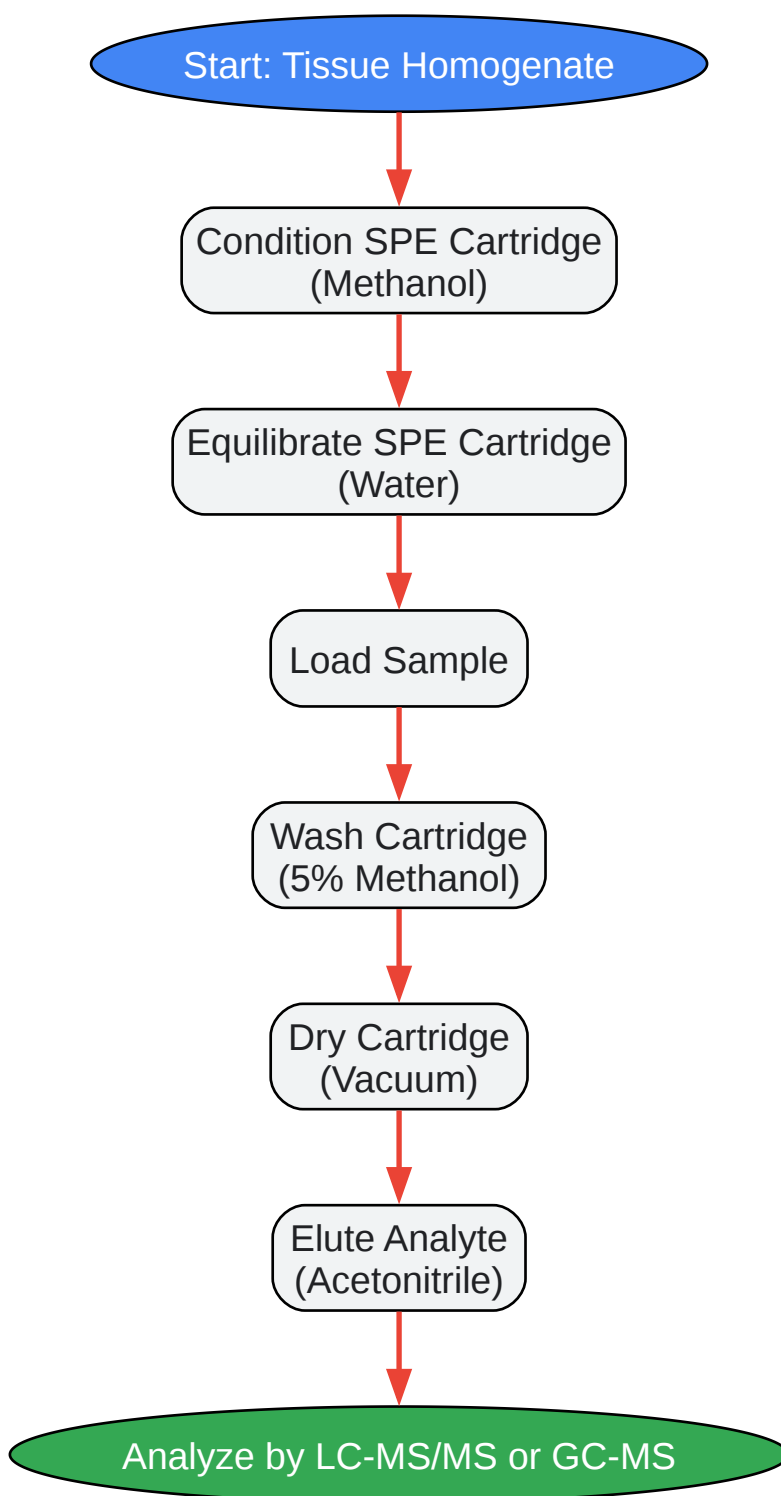 Start: Tissue Homogenate
Condition SPE Cartridge
(Methanol)
Equilibrate SPE Cartridge
(Water)
Load Sample
Wash Cartridge
(5% Methanol)
Dry Cartridge
(Vacuum)
Elute Analyte
(Acetonitrile)
Analyze by LC-MS/MS or GC-MS